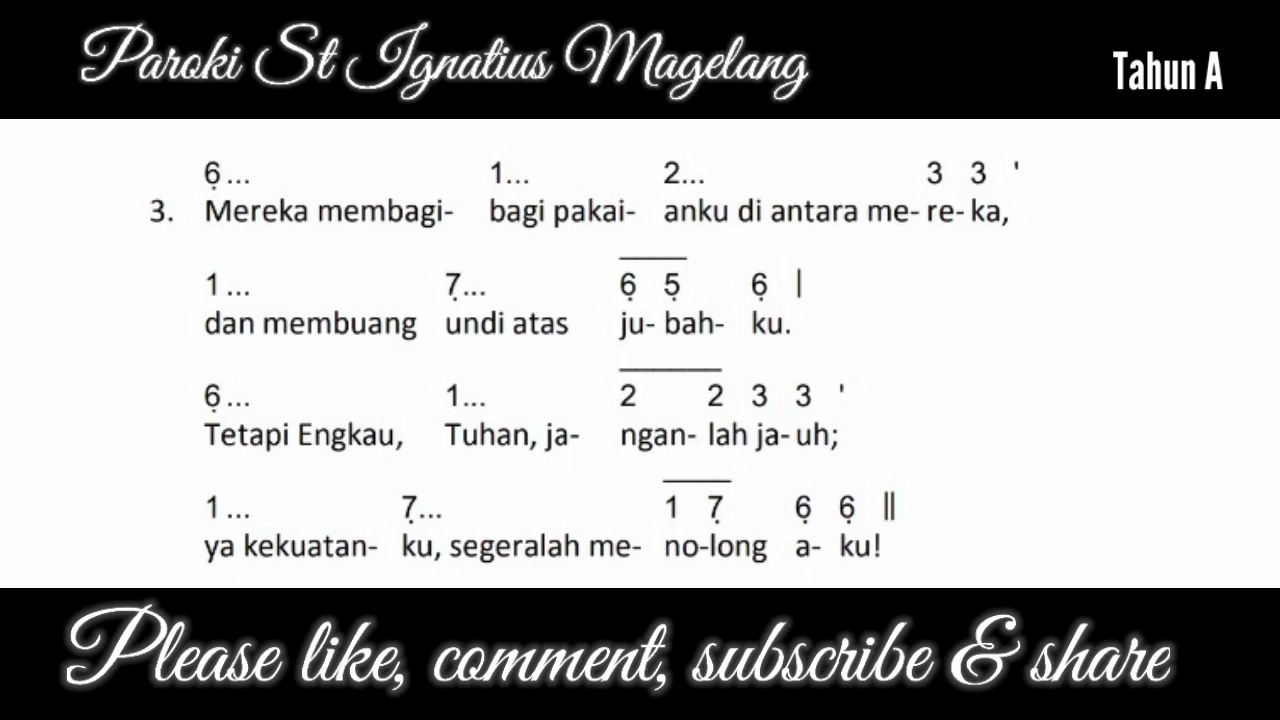 Paroki St Ignatius Magelang
Tahun A
6̣ ... 1... 2... 3 3 '
3. Mereka membagi- bagi pakai- anku di antara me- re- ka,
1 ... 7̣... 6̣ 5̣ 6̣ |
dan membuang undi atas ju- bah- ku.
6̣ ... 1... 2 2 3 3 '
Tetapi Engkau, Tuhan, ja- ngan- lah ja- uh;
1 ... 7̣... 1 7̣ 6̣ 6̣ ||
ya kekuatan- ku, segeralah me- no-long a- ku!
Please like, comment, subscribe & share